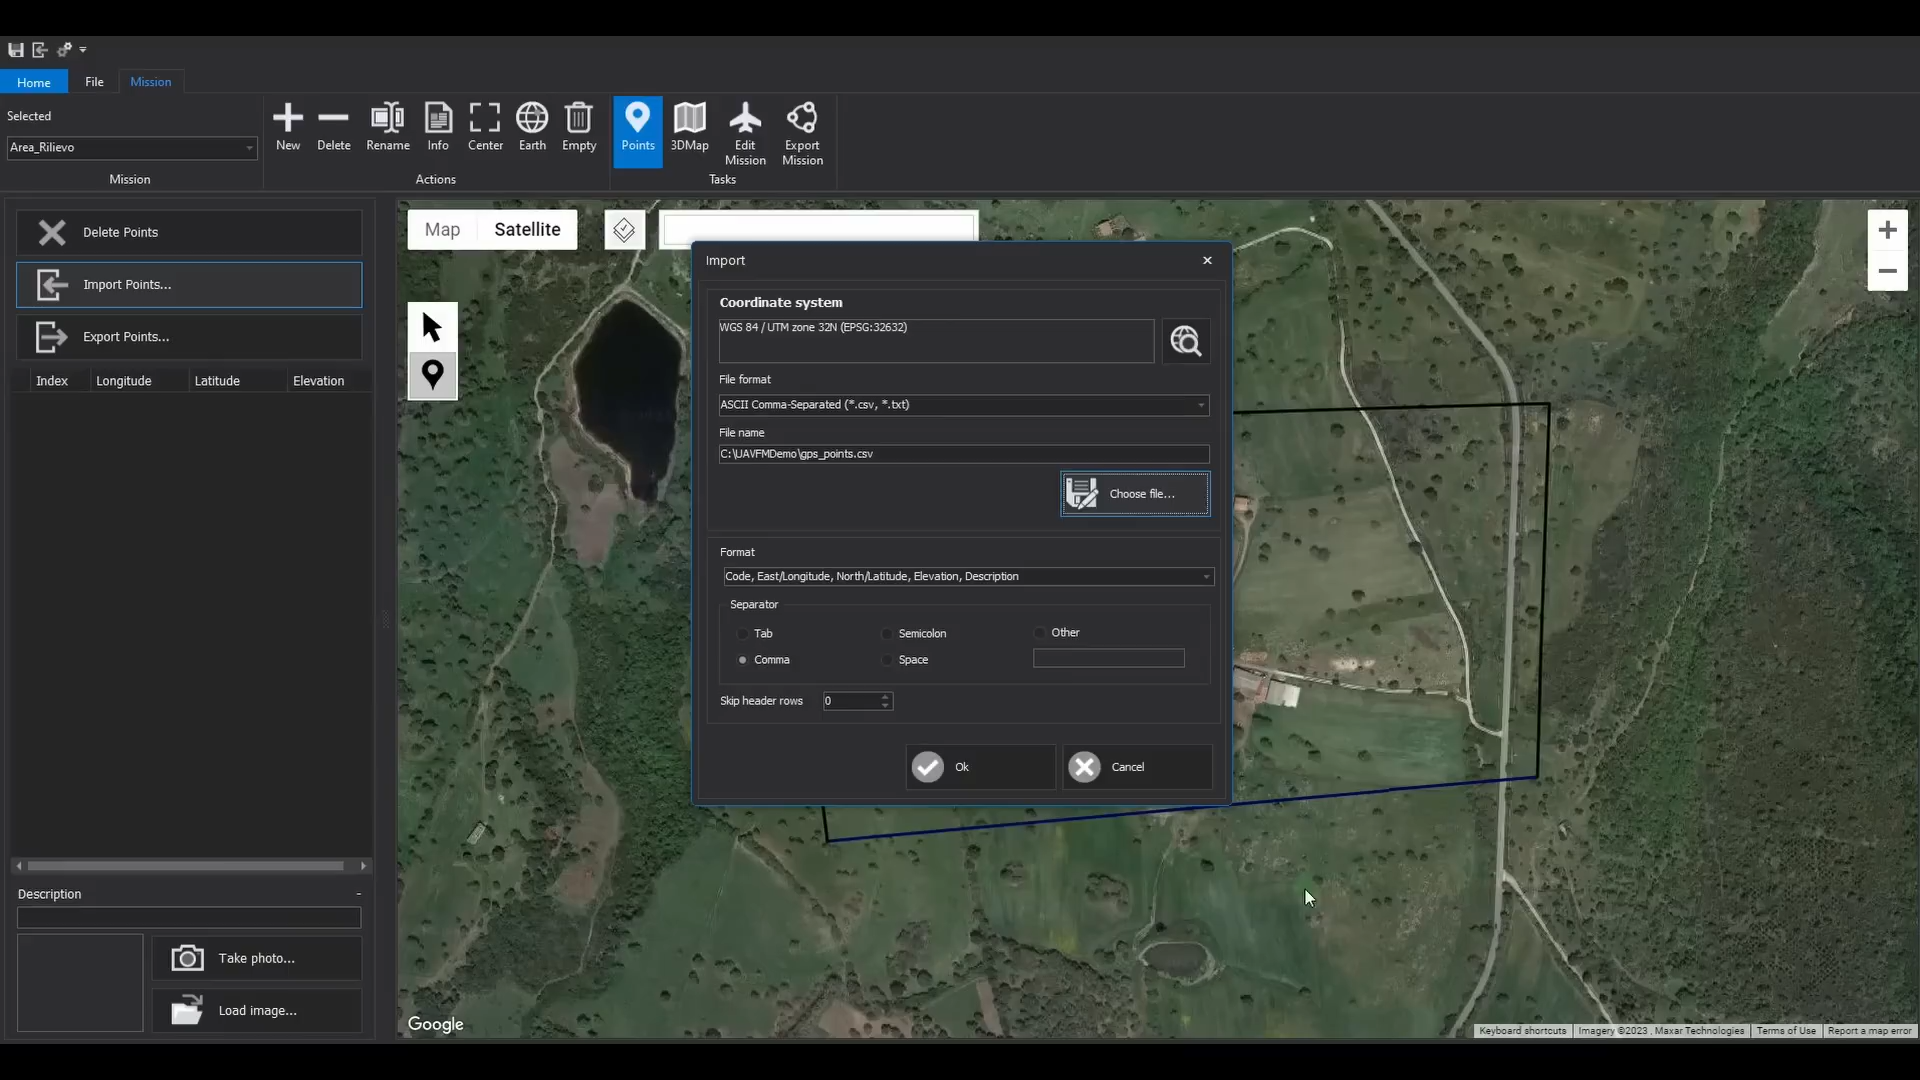 Home
File
Mission
Selected
Area_Rilievo
Mission
New
Delete
Rename
Info
Center
Earth
Empty
Actions
Points
3DMap
Edit
Mission
Export
Mission
Tasks
Delete Points
Import Points...
Export Points...
Index
Longitude
Latitude
Elevation
Description
Take photo...
Load image...
Map
Satellite
Import
Coordinate system
WGS 84 / UTM zone 32N (EPSG:32632)
File format
ASCII Comma-Separated (*.csv, *.txt)
File name
C:\UAVFMDemo\gps_points.csv
Choose file...
Format
Code, East/Longitude, North/Latitude, Elevation, Description
Separator
Tab
Semicolon
Other
Comma
Space
Skip header rows
0
Ok
Cancel
Google
Keyboard shortcuts
Imagery ©2023 , Maxar Technologies
Terms of Use
Report a map error